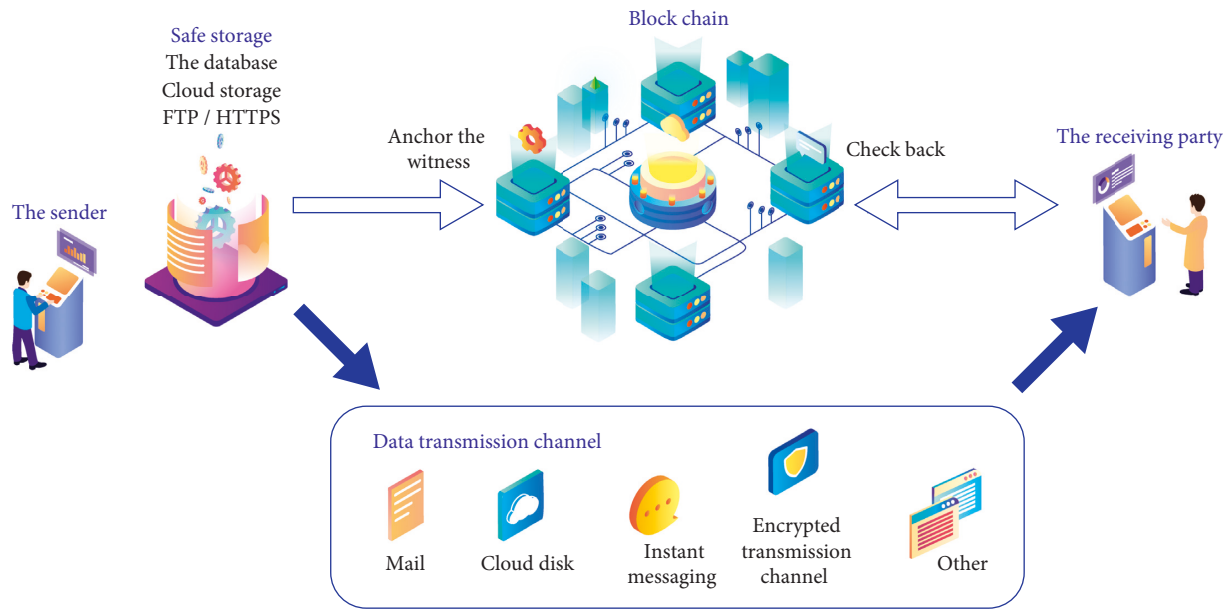 Block chain
Safe storage
The database
Cloud storage
FTP / HTTPS
Anchor the
witness
Check back
The receiving party
The sender
Data transmission channel
Mail
Cloud disk
Instant
messaging
Encrypted
transmission
channel
Other